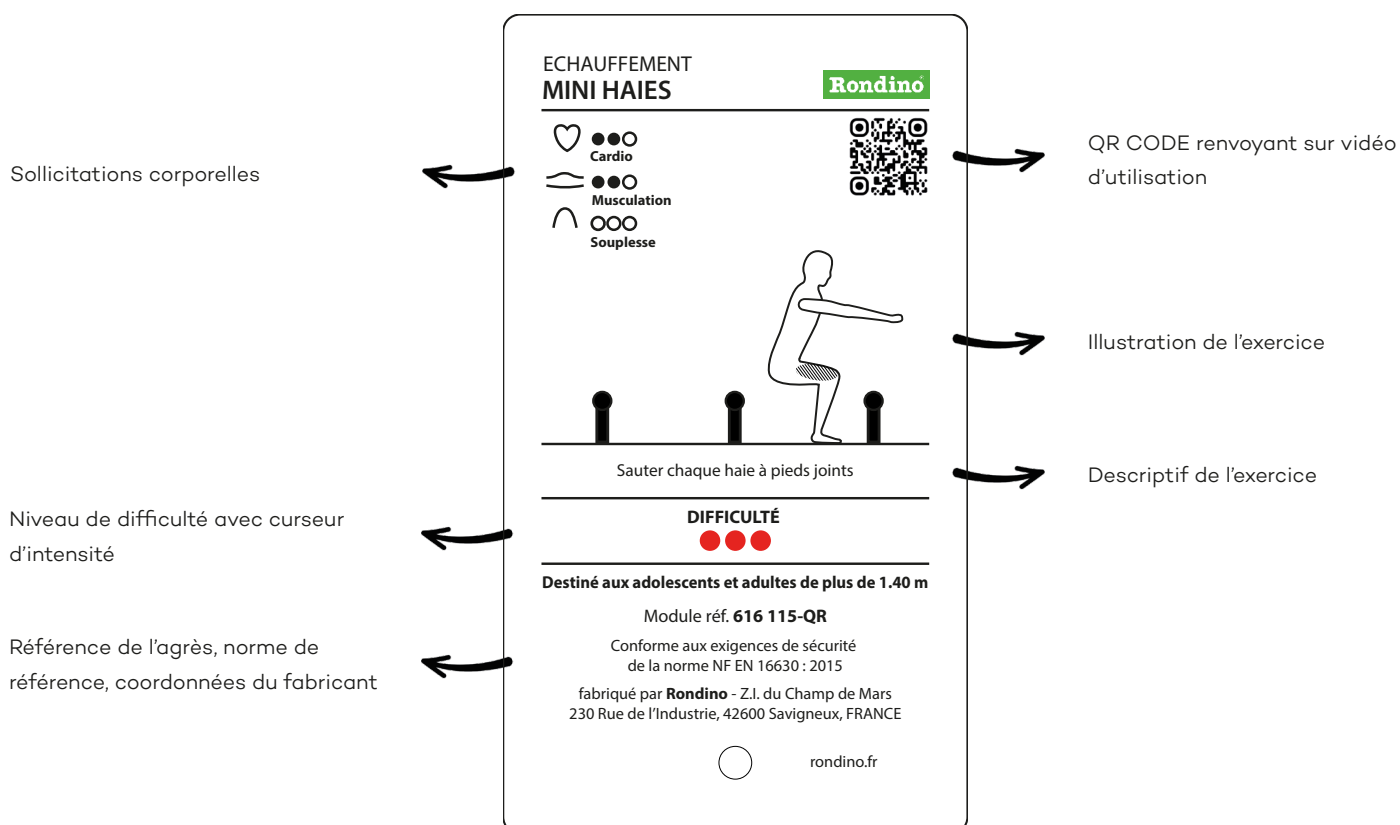 ECHAUFFEMENT
MINI HAIES
Rondino
Cardio
Musculation
Souplesse
Sollicitations corporelles
QR CODE renvoyant sur vidéo
d’utilisation
Illustration de l’exercice
Sauter chaque haie à pieds joints
Descriptif de l’exercice
DIFFICULTÉ
Niveau de difficulté avec curseur
d’intensité
Destiné aux adolescents et adultes de plus de 1.40 m
Module réf. 616 115-QR
Conforme aux exigences de sécurité
de la norme NF EN 16630 : 2015
Référence de l’agrès, norme de
référence, coordonnées du fabricant
fabriqué par Rondino - Z.I. du Champ de Mars
230 Rue de l’Industrie, 42600 Savigneux, FRANCE
rondino.fr